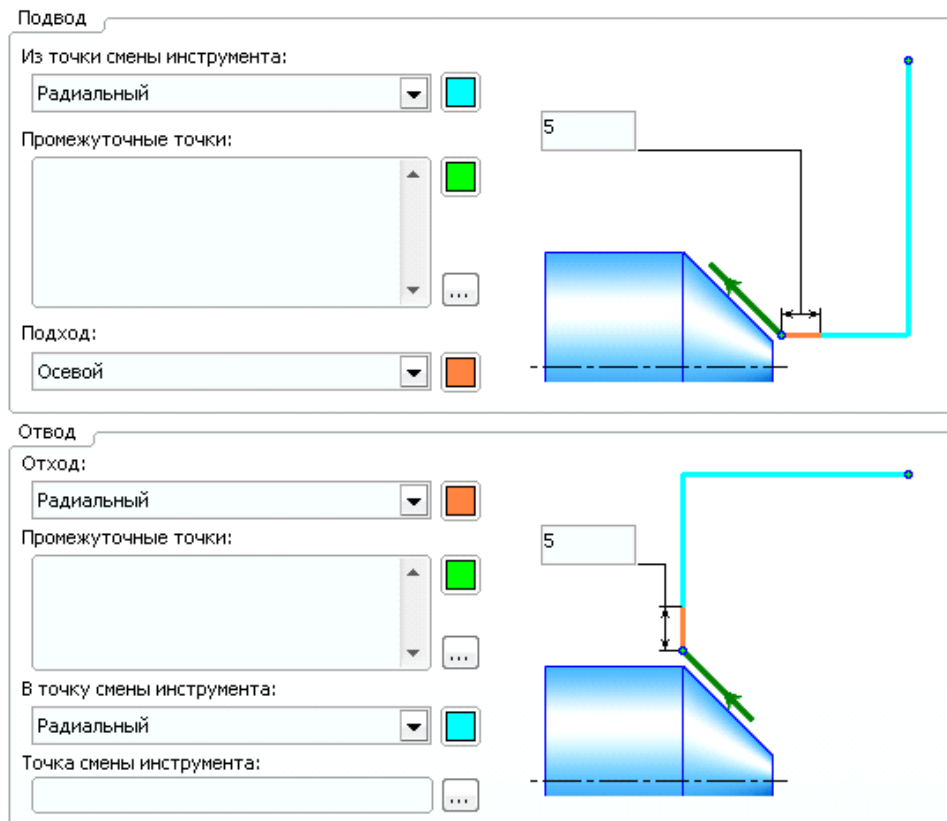 Подвод
Из точки смены инструмента:
Радиальный
5
Промежуточные точки:
...
Подход:
Осевой
Отвод
Отход:
Радиальный
5
Промежуточные точки:
...
В точку смены инструмента:
Радиальный
Точка смены инструмента:
...